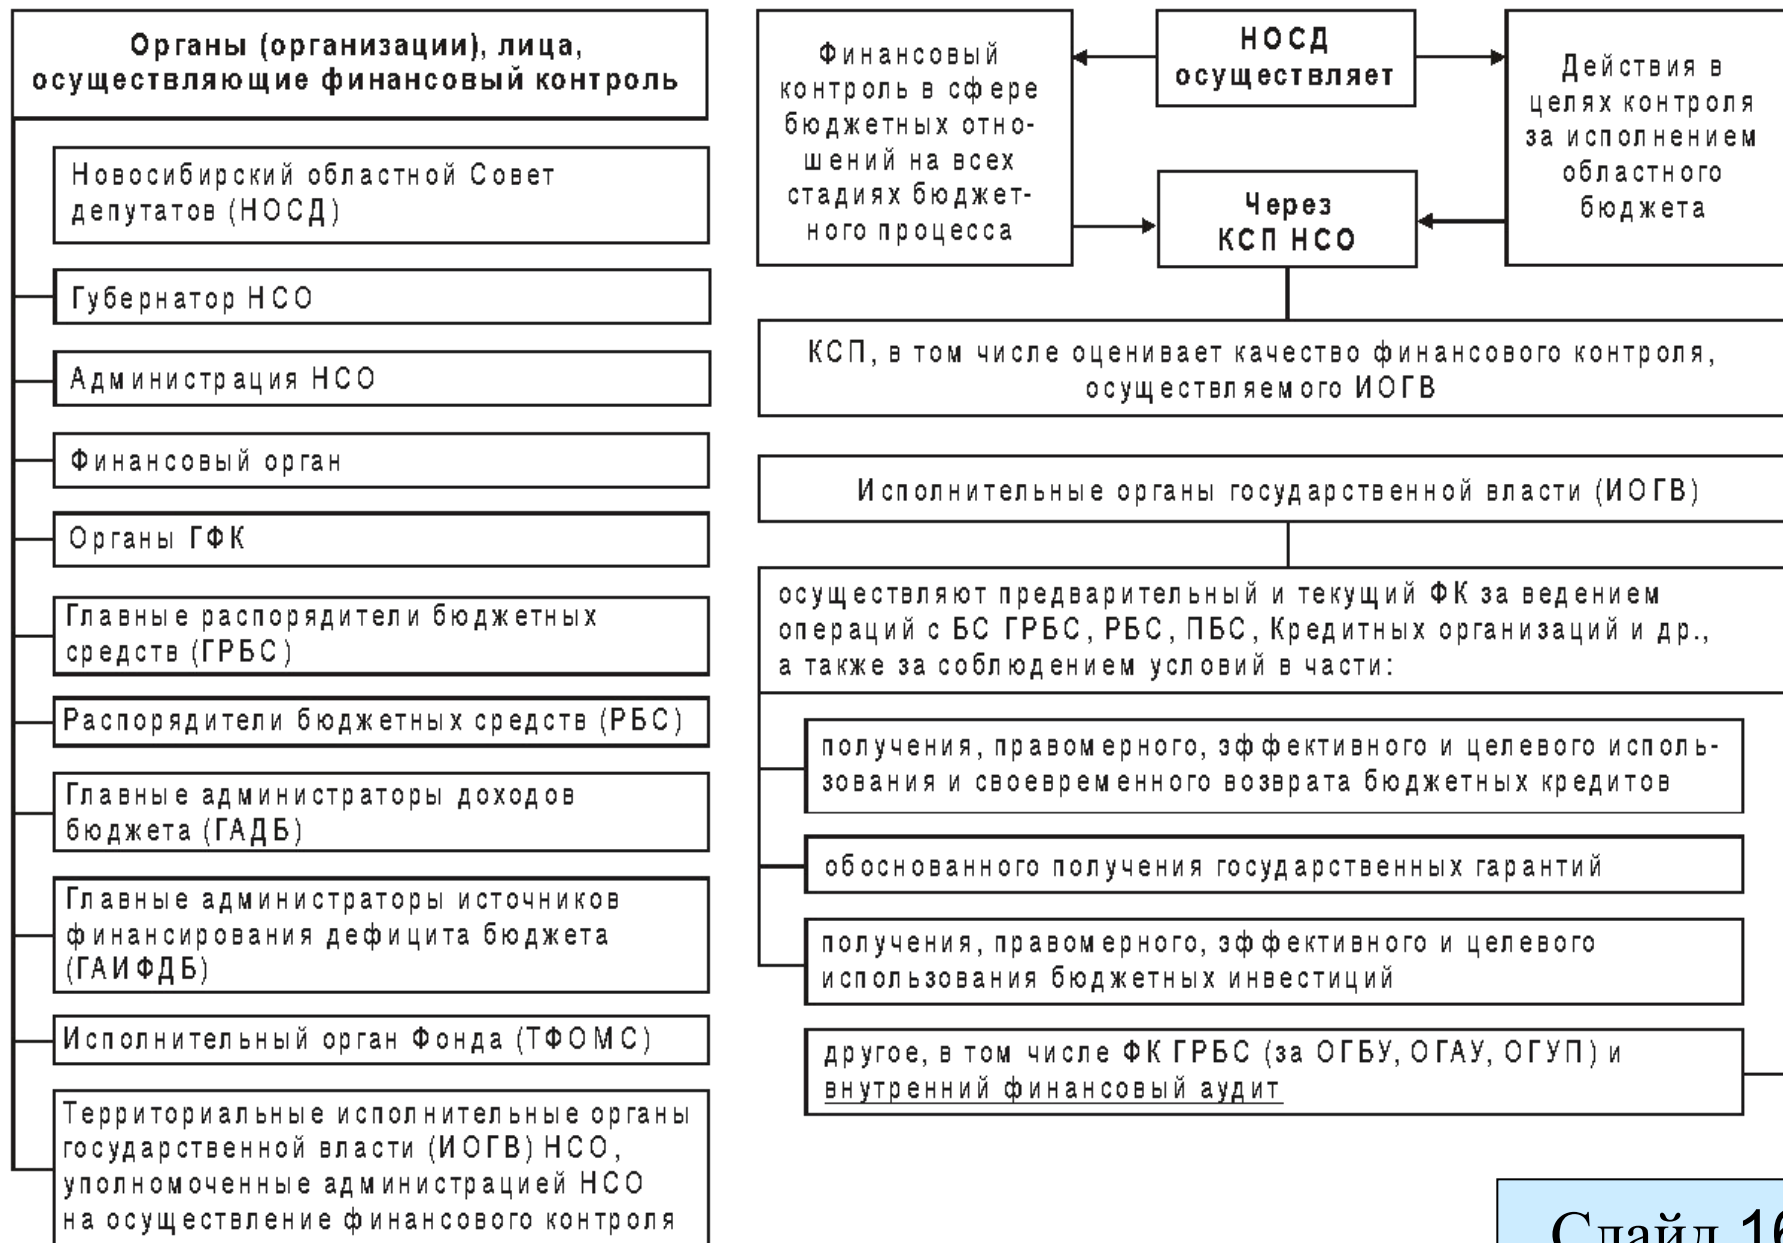 Органы (организации), лица,
осуществляющие финансовый контроль
Новосибирский областной Совет
депутатов (НОСД)
Губернатор НСО
Администрация НСО
Финансовый орган
Органы ГФК
Главные распорядители бюджетных
средств (ГРБС)
Распорядители бюджетных средств (РБС)
Главные администраторы доходов
бюджета (ГАДБ)
Главные администраторы источников
финансирования дефицита бюджета
(ГАИФДБ)
Исполнительный орган Фонда (ТФОМС)
Территориальные исполнительные органы
государственной власти (ИОГВ) НСО,
уполномоченные администрацией НСО
на осуществление финансового контроля
Финансовый
контроль в сфере
бюджетных отно-
шений на всех
стадиях бюджет-
ного процесса
НОСД
осуществляет
Действия в
целях контроля
за исполнением
областного
бюджета
Через
КСП НСО
КСП, в том числе оценивает качество финансового контроля,
осуществляемого ИОГВ
Исполнительные органы государственной власти (ИОГВ)
осуществляют предварительный и текущий ФК за ведением
операций с БС ГРБС, РБС, ПБС, Кредитных организаций и др.,
а также за соблюдением условий в части:
получения, правомерного, эффективного и целевого исполь-
зования и своевременного возврата бюджетных кредитов
обоснованного получения государственных гарантий
получения, правомерного, эффективного и целевого
использования бюджетных инвестиций
другое, в том числе ФК ГРБС (за ОГБУ, ОГАУ, ОГУП) и
внутренний финансовый аудит
Слайд 16